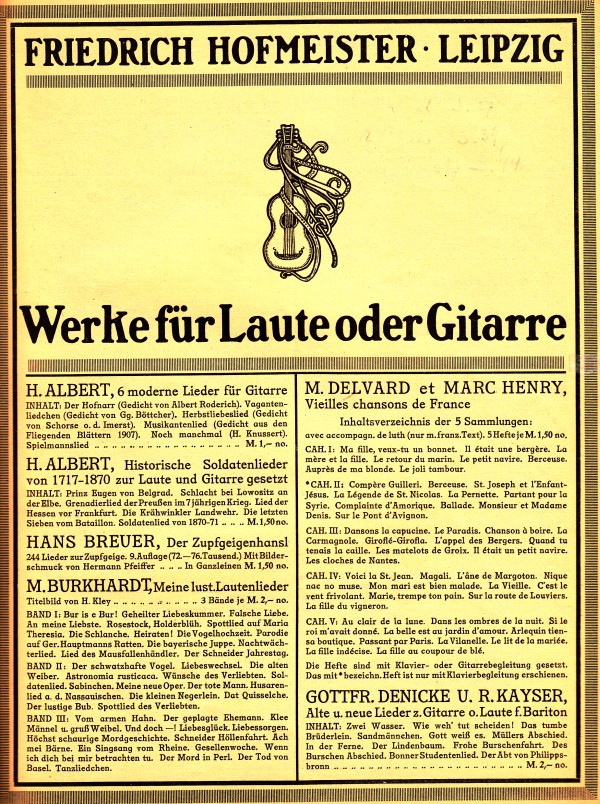 FRIEDRICH HOFMEISTER · LEIPZIG
Werke für Laute oder Gitarre
H. ALBERT, 6 moderne Lieder für Gitarre
INHALT: Der Hofnarr (Gedicht von Albert Roderich). Vaganten-
liedchen (Gedicht von Gg. Böttcher). Herbstliebeslied (Gedicht
von Schorse o. d. Imerst). Musikantenlied (Gedicht aus den
Fliegenden Blättern 1907). Noch manchmal (H. Knussert).
Spielmannslied .. .. .. .. .. .. .. .. .. .. .. .. M. 1,– no.
H. ALBERT, Historische Soldatenlieder
von 1717-1870 zur Laute und Gitarre gesetzt
INHALT: Prinz Eugen von Belgrad. Schlacht bei Lowositz an
der Elbe. Grenadierlied der Preußen im 7 jährigen Krieg. Lied der
Hessen vor Frankfurt. Die Krähwinkler Landwehr. Die letzten
Sieben vom Bataillon. Soldatenlied von 1870-71 .. .. .. M. 1,50 no.
HANS BREUER, Der Zupfgeigenhansl
244 Lieder zur Zupfgeige. 9. Auflage (72.—76. Tausend.) Mit Bilder-
schmuck von Hermann Pfeiffer .. .. .. In Ganzleinen M. 1,50 no.
M. BURKHARDT, Meine lust. Lautenlieder
Titelbild von H. Kley .. .. .. .. .. .. .. .. 3 Bände je M. 2,– no.
BAND I: Bur is e Bur! Geheilter Liebeskummer. Falsche Liebe.
An meine Liebste. Rosestock, Holderblüh. Spottlied auf Maria
Theresia. Die Schlanche. Heiraten! Die Vogelhochzeit. Parodie
auf Ger. Hauptmanns Ratten. Die bayerische Juppe. Nachtwäch-
terlied. Lied des Mausfallenhändler. Der Schneider Jahrestag.
BAND II: Der schwatzhafte Vogel. Liebeswechsel. Die alten
Weiber. Astronomia rusticaca. Wünsche des Verliebten. Sol-
datenlied. Sabinchen. Meine neue Oper. Der tote Mann. Husaren-
lied a. d. Nassauischen. Die kleinen Negerlein. Dat Quisselche.
Der lustige Bub. Spottlied des Verliebten.
BAND III: Vom armen Hahn. Der geplagte Ehemann. Klee
Männel u. gruß Weibel. Und doch —! Liebesglück. Liebessorgen.
Höchst schaurige Mordgeschichte. Schneider Höllenfahrt. Ach
mei Bärne. Ein Singsang vom Rheine. Gesellenwoche. Wenn
ich dich bei mir betrachten tu. Der Mord in Perl. Der Tod von
Basel. Tanzliedchen.
M. DELVARD et MARC HENRY,
Vieilles chansons de France
Inhaltsverzeichnis der 5 Sammlungen:
avec accompagn. de luth (nur m. franz. Text). 5 Hefte je M. 1,50 no.
CAH. I: Ma fille, veux-tu un bonnet. Il était une bergère. La
mère et la fille. Le retour du marin. Le petit navire. Berceuse.
Auprès de ma blonde. Le joli tambour.
*CAH. II: Compère Guilleri. Berceuse. St. Joseph et l'Enfant-
Jésus. La Légende de St. Nicolas. La Pernette. Partant pour la
Syrie. Complainte d'Amorique. Ballade. Monsieur et Madame
Denis. Sur le Pont d'Avignon.
CAH. III: Dansons la capucine. Le Paradis. Chanson à boire. La
Carmagnole. Giroflé-Girofla. L'appel des Bergers. Quand tu
tenais la caille. Les matelots de Groix. Il était un petit navire.
Les cloches de Nantes.
CAH. IV: Voici la St. Jean. Magali. L'âne de Margoton. Nique
nac no muse. Mon mari est bien malade. La Vieille. C'est le
vent frivolant. Marie, trempe ton pain. Sur la route de Louviers.
La fille du vigneron.
CAH. V: Au clair de la lune. Dans les ombres de la nuit. Si le
roi m'avait donné. La belle est au jardin d'amour. Arlequin tien-
sa boutique. En Passant par Paris. La Vilanelle. Le lit de la mariée.
La fille indécise. La fille au coupour de blé.
Die Hefte sind mit Klavier- oder Gitarrebegleitung gesetzt.
Das mit * bezeichn. Heft ist nur mit Klavierbegleitung erschienen.
GOTTFR. DENICKE U. R. KAYSER,
Alte u. neue Lieder z. Gitarre o. Laute f. Bariton
INHALT: Zwei Wasser. Wie weh' tut scheiden! Das tumbe
Brüderlein. Sandmännchen. Gott weiß es. Müllers Abschied.
In der Ferne. Der Lindenbaum. Frohe Burschenfahrt. Des
Burschen Abschied. Bonner Studentenlied. Der Abt von Philipps-
bronn .. .. .. .. .. .. .. .. .. .. .. .. .. .. .. M. 2,– no.